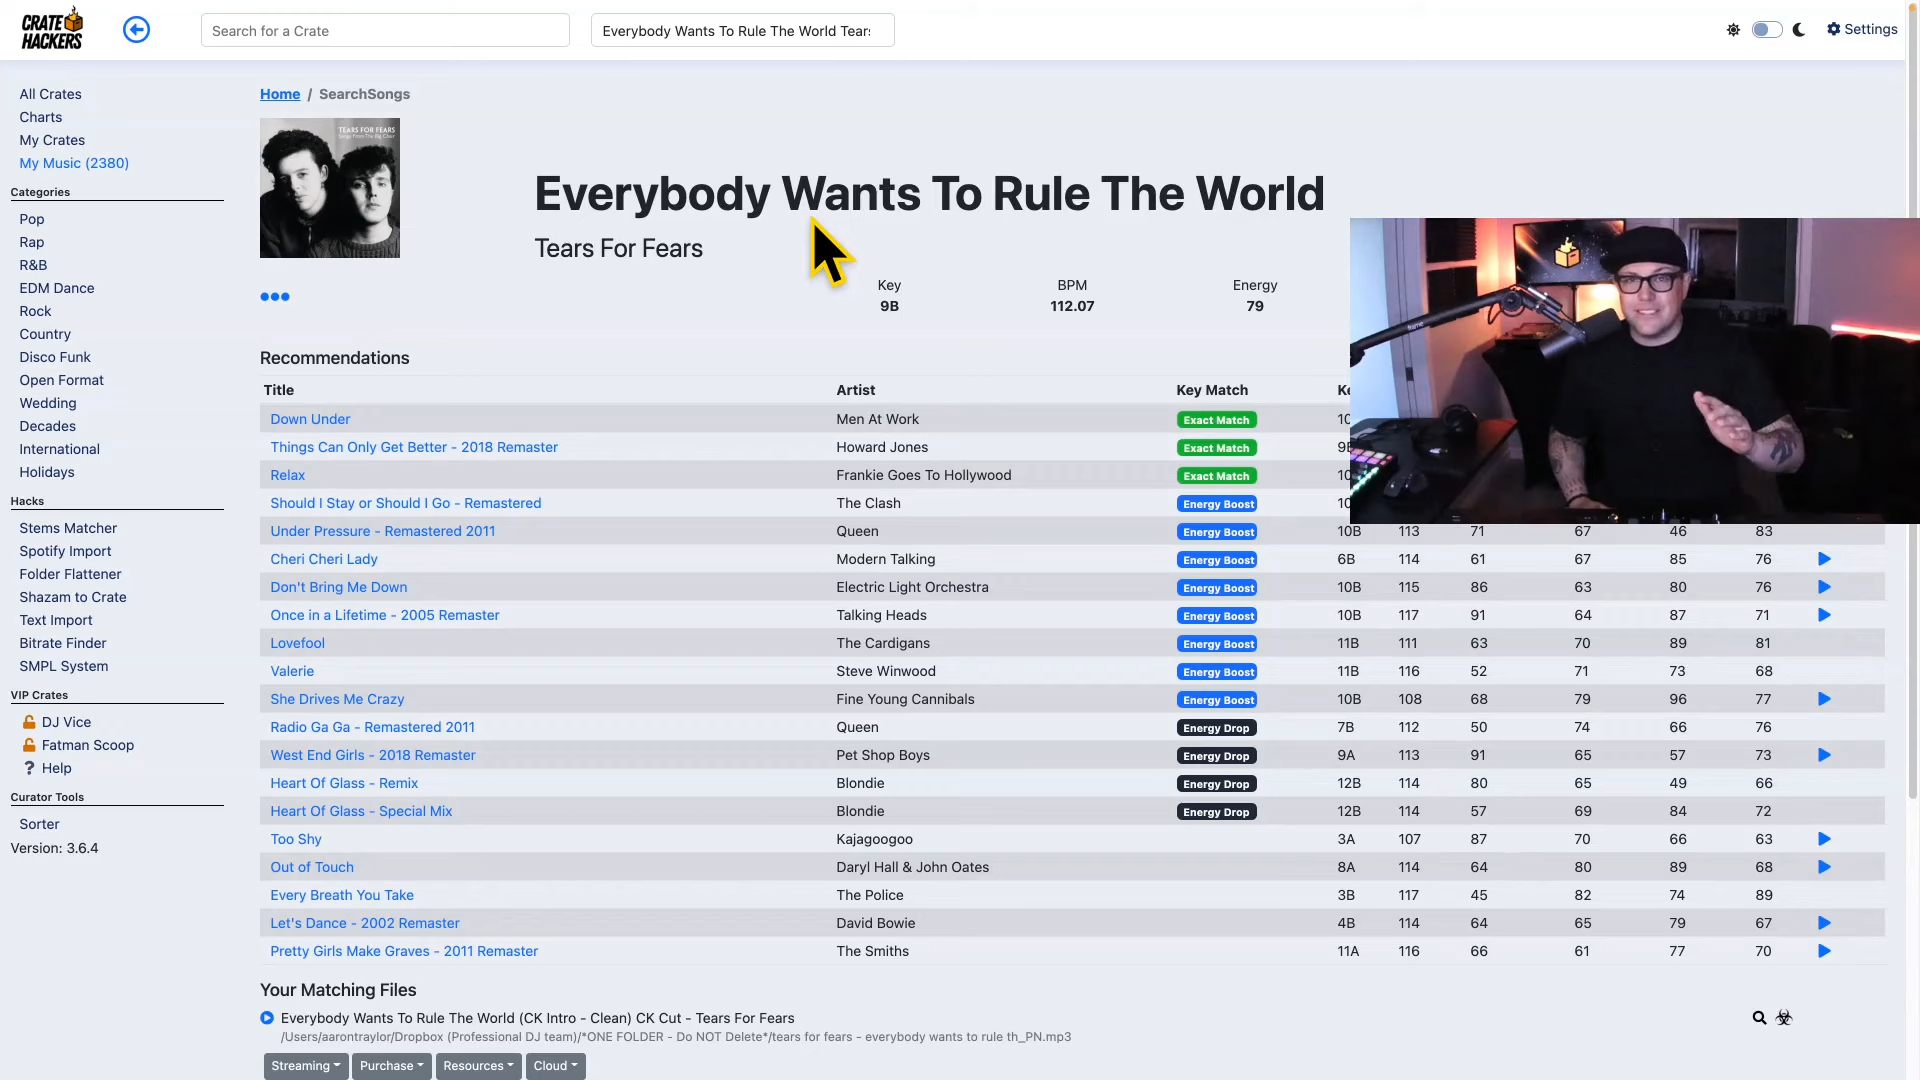 CRATE HACKERS
Search for a Crate
Everybody Wants To Rule The World Tear
Settings
All Crates
Charts
My Crates
My Music (2380)
Categories
Pop
Rap
R&B
EDM Dance
Rock
Country
Disco Funk
Open Format
Wedding
Decades
International
Holidays
Hacks
Stems Matcher
Spotify Import
Folder Flattener
Shazam to Crate
Text Import
Bitrate Finder
SMPL System
VIP Crates
DJ Vice
Fatman Scoop
? Help
Curator Tools
Sorter
Version: 3.6.4
Home / SearchSongs
TEARS FOR FEARS
Songs From The Big Chair
Everybody Wants To Rule The World
Tears For Fears
Key BPM Energy
9B 112.07 79
Recommendations
Title Artist Key Match
Down Under Men At Work Exact Match
Things Can Only Get Better - 2018 Remaster Howard Jones Exact Match
Relax Frankie Goes To Hollywood Exact Match
Should I Stay or Should I Go - Remastered The Clash Energy Boost
Under Pressure - Remastered 2011 Queen Energy Boost 10B 113 71 67 46 83
Cheri Cheri Lady Modern Talking Energy Boost 6B 114 61 67 85 76
Don't Bring Me Down Electric Light Orchestra Energy Boost 10B 115 86 63 80 76
Once in a Lifetime - 2005 Remaster Talking Heads Energy Boost 10B 117 91 64 87 71
Lovefool The Cardigans Energy Boost 11B 111 63 70 89 81
Valerie Steve Winwood Energy Boost 11B 116 52 71 73 68
She Drives Me Crazy Fine Young Cannibals Energy Boost 10B 108 68 79 96 77
Radio Ga Ga - Remastered 2011 Queen Energy Drop 7B 112 50 74 66 76
West End Girls - 2018 Remaster Pet Shop Boys Energy Drop 9A 113 91 65 57 73
Heart Of Glass - Remix Blondie Energy Drop 12B 114 80 65 49 66
Heart Of Glass - Special Mix Blondie Energy Drop 12B 114 57 69 84 72
Too Shy Kajagoogoo 3A 107 87 70 66 63
Out of Touch Daryl Hall & John Oates 8A 114 64 80 89 68
Every Breath You Take The Police 3B 117 45 82 74 89
Let's Dance - 2002 Remaster David Bowie 4B 114 64 65 79 67
Pretty Girls Make Graves - 2011 Remaster The Smiths 11A 116 66 61 77 70
Your Matching Files
Everybody Wants To Rule The World (CK Intro - Clean) CK Cut - Tears For Fears
/Users/aarontraylor/Dropbox (Professional DJ team)/*ONE FOLDER - Do NOT Delete*/tears for fears - everybody wants to rule th_PN.mp3
Streaming Purchase Resources Cloud